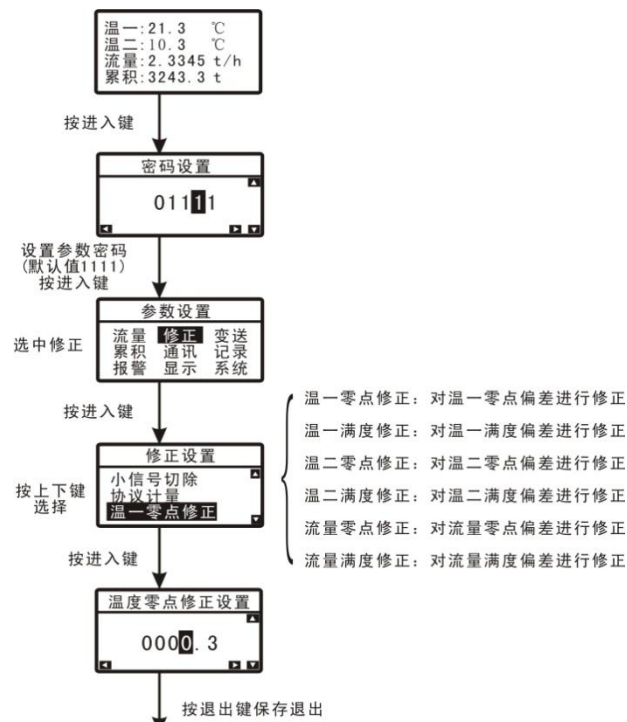 温一:21.3 ℃
温二:10.3 ℃
流量:2.3345 t/h
累积:3243.3 t
按进入键
密码设置
01111
设置参数密码
(默认值1111)
按进入键
参数设置
流量 修正 变送
累积 通讯 记录
报警 显示 系统
选中修正
按进入键
修正设置
小信号切除
协议计量
温一零点修正
按上下键
选择
温一零点修正：对温一零点偏差进行修正
温一满度修正：对温一满度偏差进行修正
温二零点修正：对温二零点偏差进行修正
温二满度修正：对温二满度偏差进行修正
流量零点修正：对流量零点偏差进行修正
流量满度修正：对流量满度偏差进行修正
按进入键
温度零点修正设置
0000.3
按退出键保存退出